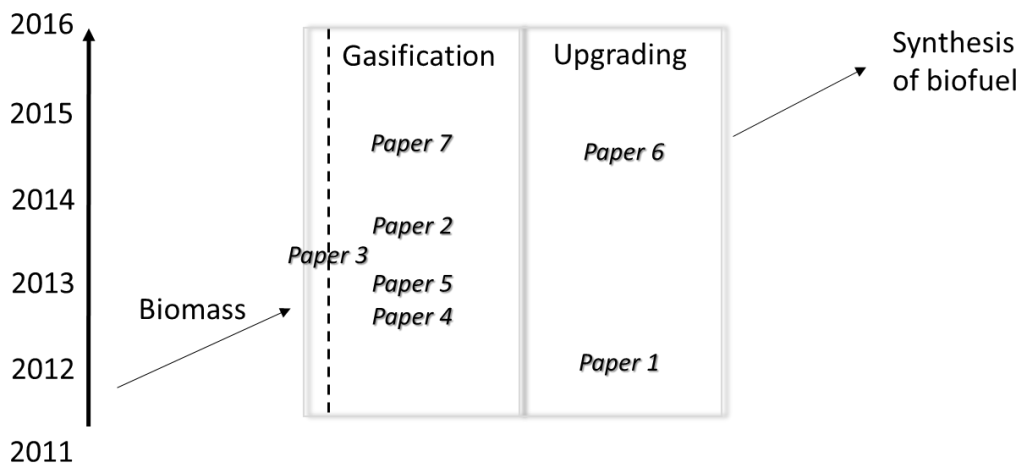 2016
2015
2014
2013
2012
2011
Biomass
Gasification
Paper 7
Paper 2
Paper 3
Paper 5
Paper 4
Upgrading
Paper 6
Paper 1
Synthesis
of biofuel